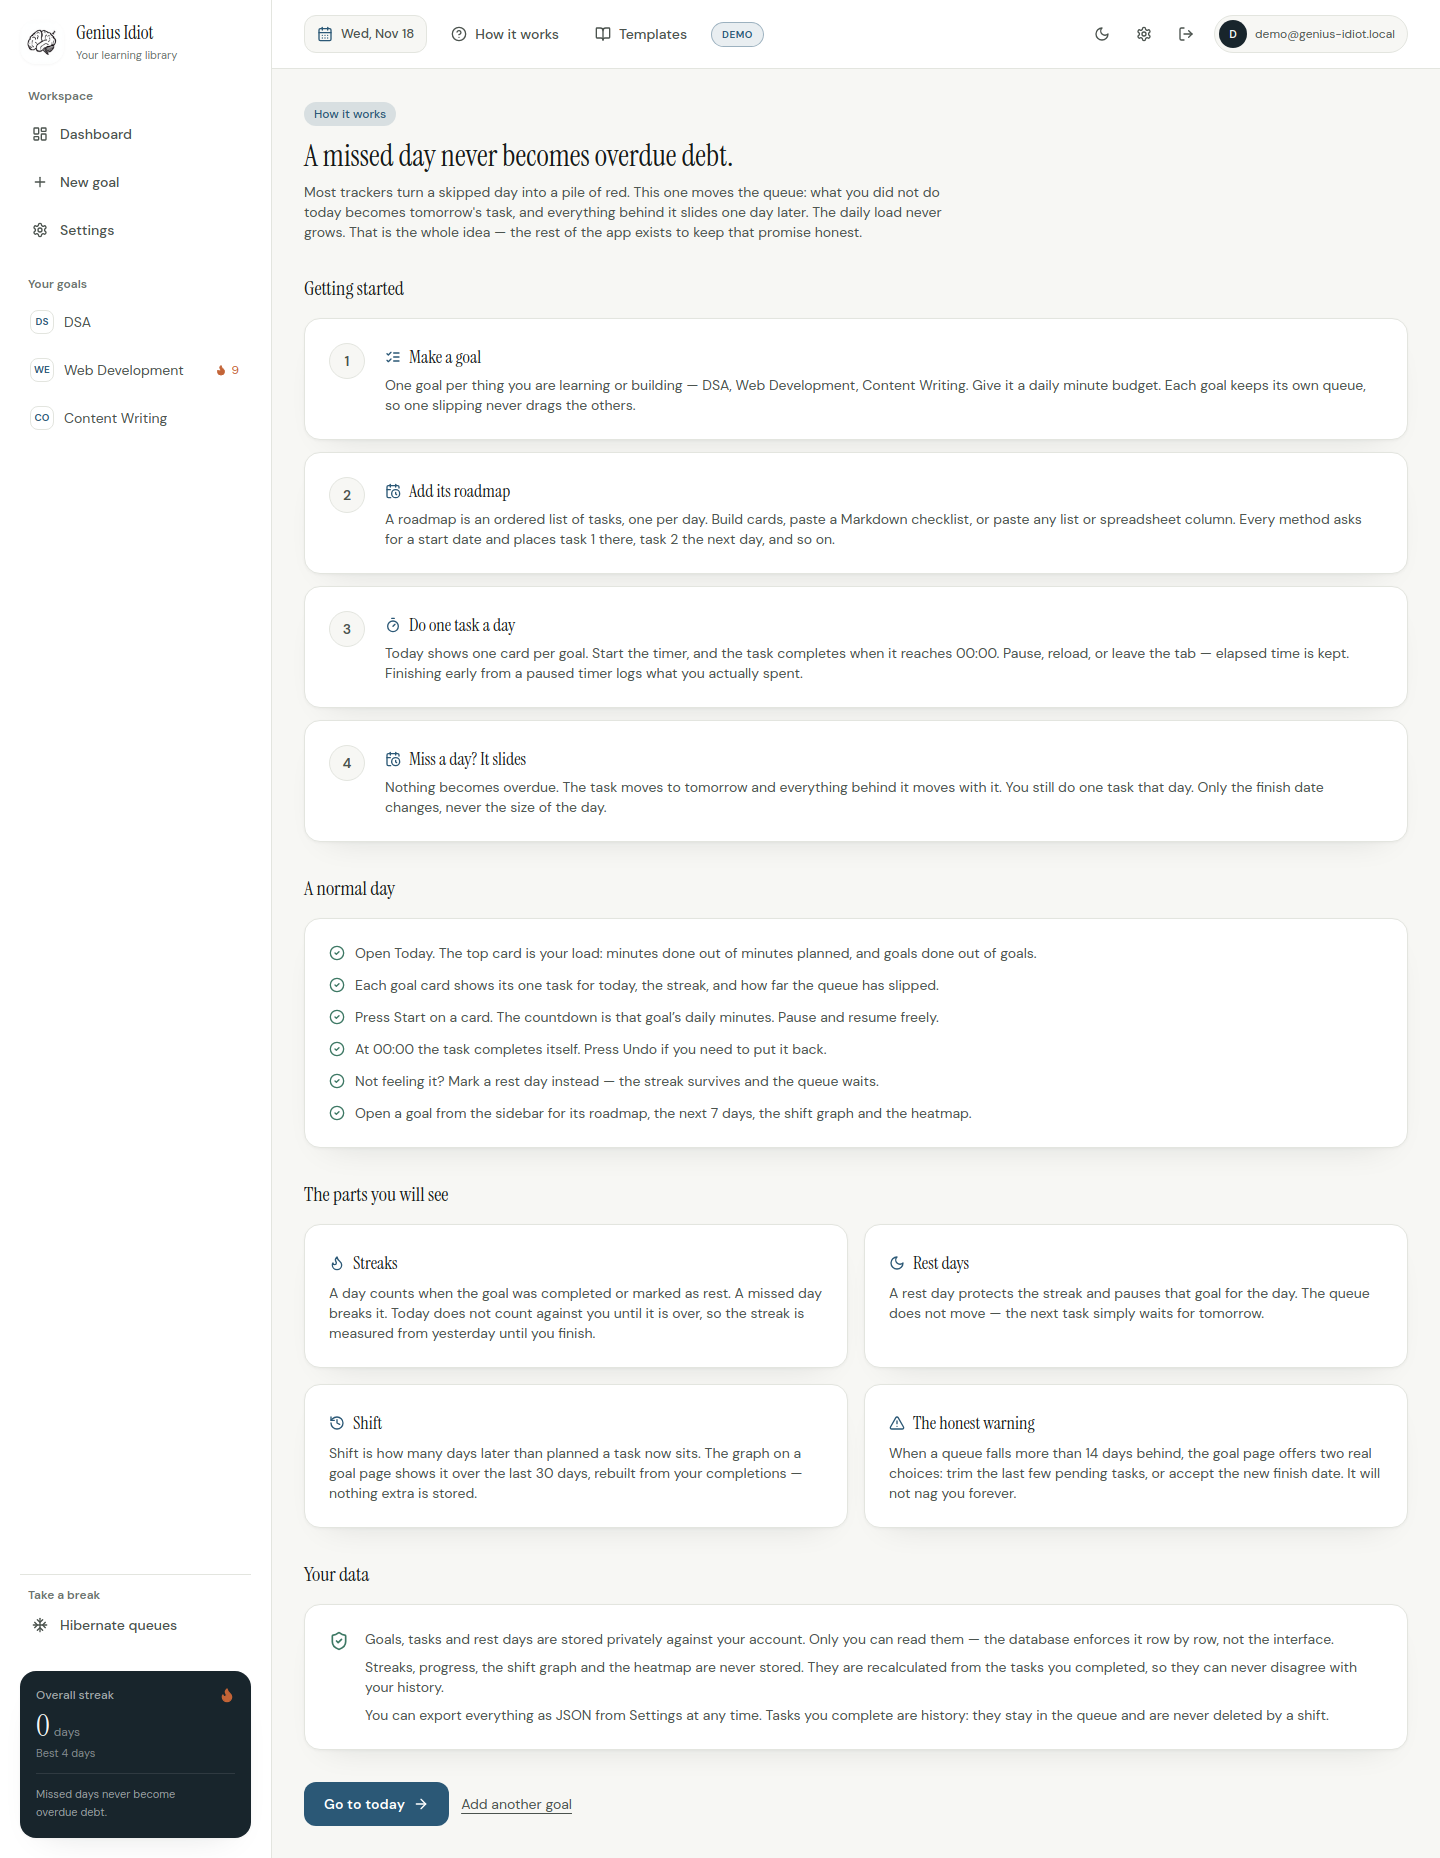 Genius Idiot
Your learning library
Workspace
Dashboard
New goal
Settings
Your goals
DS DSA
WE Web Development 9
CO Content Writing
Take a break
Hibernate queues
Overall streak
0 days
Best 4 days
Missed days never become
overdue debt.
Wed, Nov 18
How it works
Templates
DEMO
D demo@genius-idiot.local
How it works
A missed day never becomes overdue debt.
Most trackers turn a skipped day into a pile of red. This one moves the queue: what you did not do
today becomes tomorrow's task, and everything behind it slides one day later. The daily load never
grows. That is the whole idea — the rest of the app exists to keep that promise honest.
Getting started
1 Make a goal
One goal per thing you are learning or building — DSA, Web Development, Content Writing. Give it a daily minute budget. Each goal keeps its own queue,
so one slipping never drags the others.
2 Add its roadmap
A roadmap is an ordered list of tasks, one per day. Build cards, paste a Markdown checklist, or paste any list or spreadsheet column. Every method asks
for a start date and places task 1 there, task 2 the next day, and so on.
3 Do one task a day
Today shows one card per goal. Start the timer, and the task completes when it reaches 00:00. Pause, reload, or leave the tab — elapsed time is kept.
Finishing early from a paused timer logs what you actually spent.
4 Miss a day? It slides
Nothing becomes overdue. The task moves to tomorrow and everything behind it moves with it. You still do one task that day. Only the finish date
changes, never the size of the day.
A normal day
Open Today. The top card is your load: minutes done out of minutes planned, and goals done out of goals.
Each goal card shows its one task for today, the streak, and how far the queue has slipped.
Press Start on a card. The countdown is that goal’s daily minutes. Pause and resume freely.
At 00:00 the task completes itself. Press Undo if you need to put it back.
Not feeling it? Mark a rest day instead — the streak survives and the queue waits.
Open a goal from the sidebar for its roadmap, the next 7 days, the shift graph and the heatmap.
The parts you will see
Streaks
A day counts when the goal was completed or marked as rest. A missed day
breaks it. Today does not count against you until it is over, so the streak is
measured from yesterday until you finish.
Rest days
A rest day protects the streak and pauses that goal for the day. The queue
does not move — the next task simply waits for tomorrow.
Shift
Shift is how many days later than planned a task now sits. The graph on a
goal page shows it over the last 30 days, rebuilt from your completions —
nothing extra is stored.
The honest warning
When a queue falls more than 14 days behind, the goal page offers two real
choices: trim the last few pending tasks, or accept the new finish date. It will
not nag you forever.
Your data
Goals, tasks and rest days are stored privately against your account. Only you can read them — the database enforces it row by row, not the interface.
Streaks, progress, the shift graph and the heatmap are never stored. They are recalculated from the tasks you completed, so they can never disagree with
your history.
You can export everything as JSON from Settings at any time. Tasks you complete are history: they stay in the queue and are never deleted by a shift.
Go to today
Add another goal